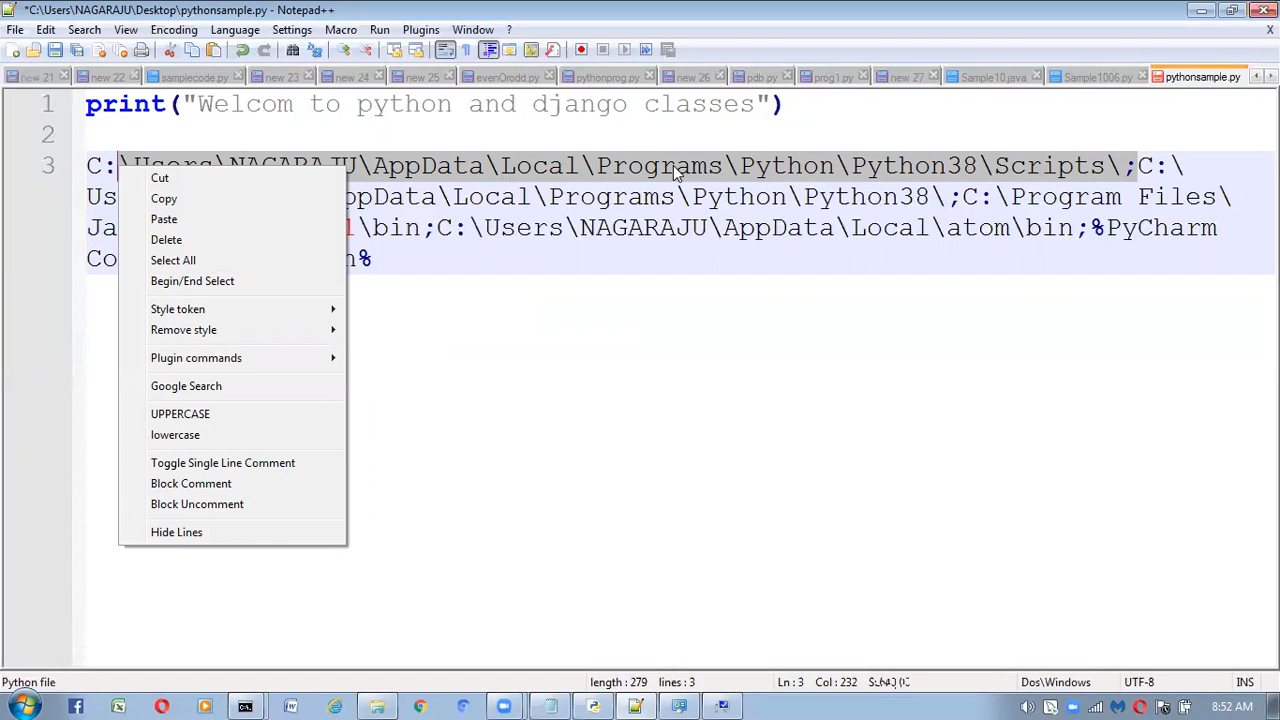 *C:\Users\NAGARAJU\Desktop\pythonsample.py - Notepad++
File Edit Search View Encoding Language Settings Macro Run Plugins Window ? X
new 21 new 22 samplecode.py new 23 new 24 new 25 evenOrodd.py pythonprog.py new 26 pdb.py prog.py new 27 Sample10.java Sample1006.py pythonsample.py
1 print("Welcom to python and django classes")
2
3 C:\Users\NAGARAJU\AppData\Local\Programs\Python\Python38\Scripts\;C:\
Us ppData\Local\Programs\Python\Python38\;C:\Program Files\
Ja \bin;C:\Users\NAGARAJU\AppData\Local\atom\bin;%PyCharm
Co n%
Cut
Copy
Paste
Delete
Select All
Begin/End Select
Style token
Remove style
Plugin commands
Google Search
UPPERCASE
lowercase
Toggle Single Line Comment
Block Comment
Block Uncomment
Hide Lines
Python file length : 279 lines : 3 Ln : 3 Col : 232 Dos\Windows UTF-8 INS
8:52 AM